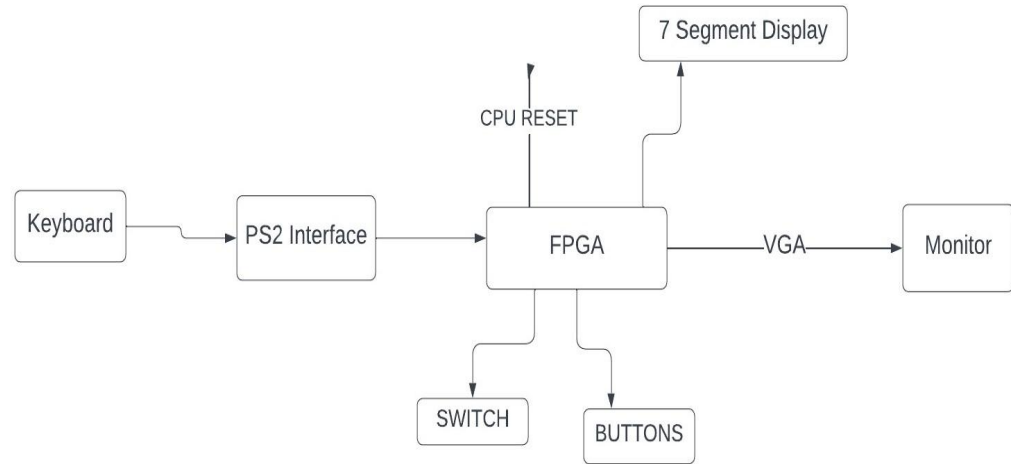 7 Segment Display
CPU RESET
Keyboard
PS2 Interface
FPGA
VGA
Monitor
SWITCH
BUTTONS